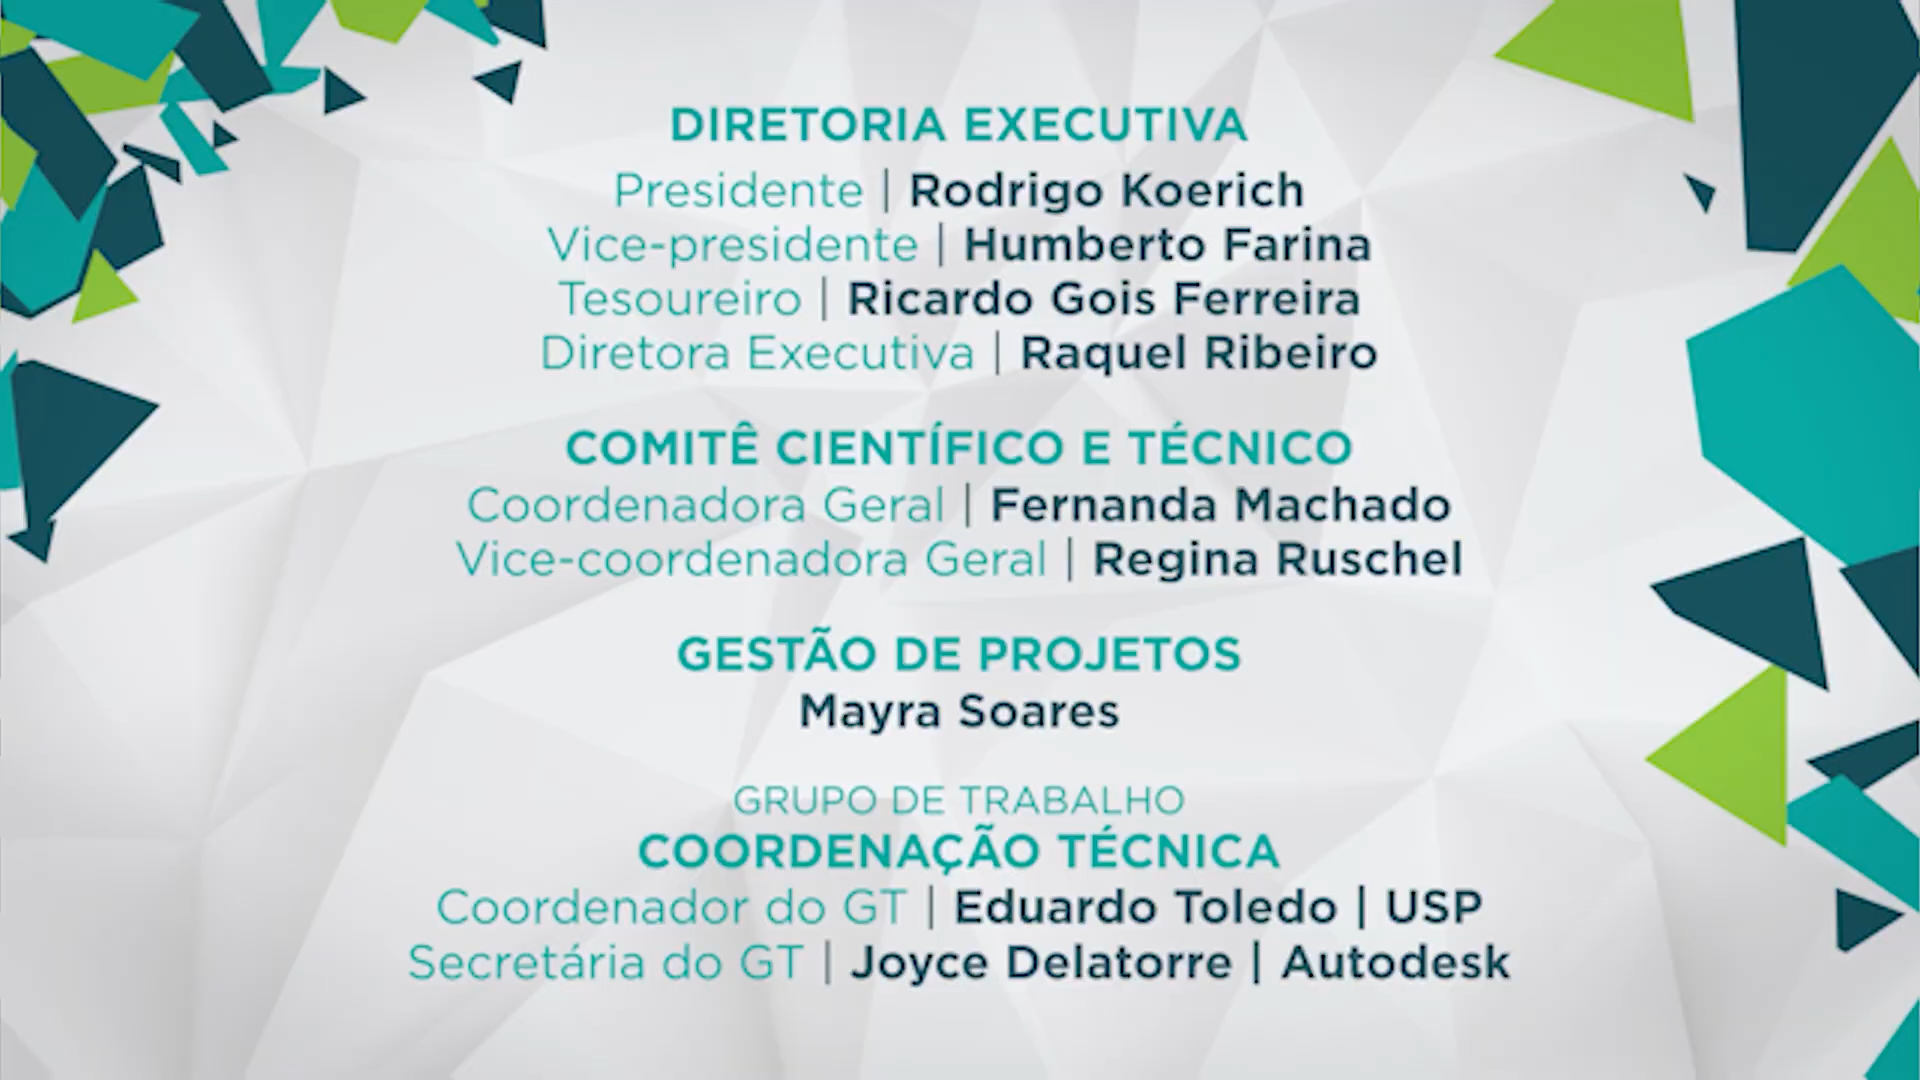 DIRETORIA EXECUTIVA
Presidente | Rodrigo Koerich
Vice-presidente | Humberto Farina
Tesoureiro | Ricardo Gois Ferreira
Diretora Executiva | Raquel Ribeiro
COMITÊ CIENTÍFICO E TÉCNICO
Coordenadora Geral | Fernanda Machado
Vice-coordenadora Geral | Regina Ruschel
GESTÃO DE PROJETOS
Mayra Soares
GRUPO DE TRABALHO
COORDENAÇÃO TÉCNICA
Coordenador do GT | Eduardo Toledo | USP
Secretária do GT | Joyce Delatorre | Autodesk